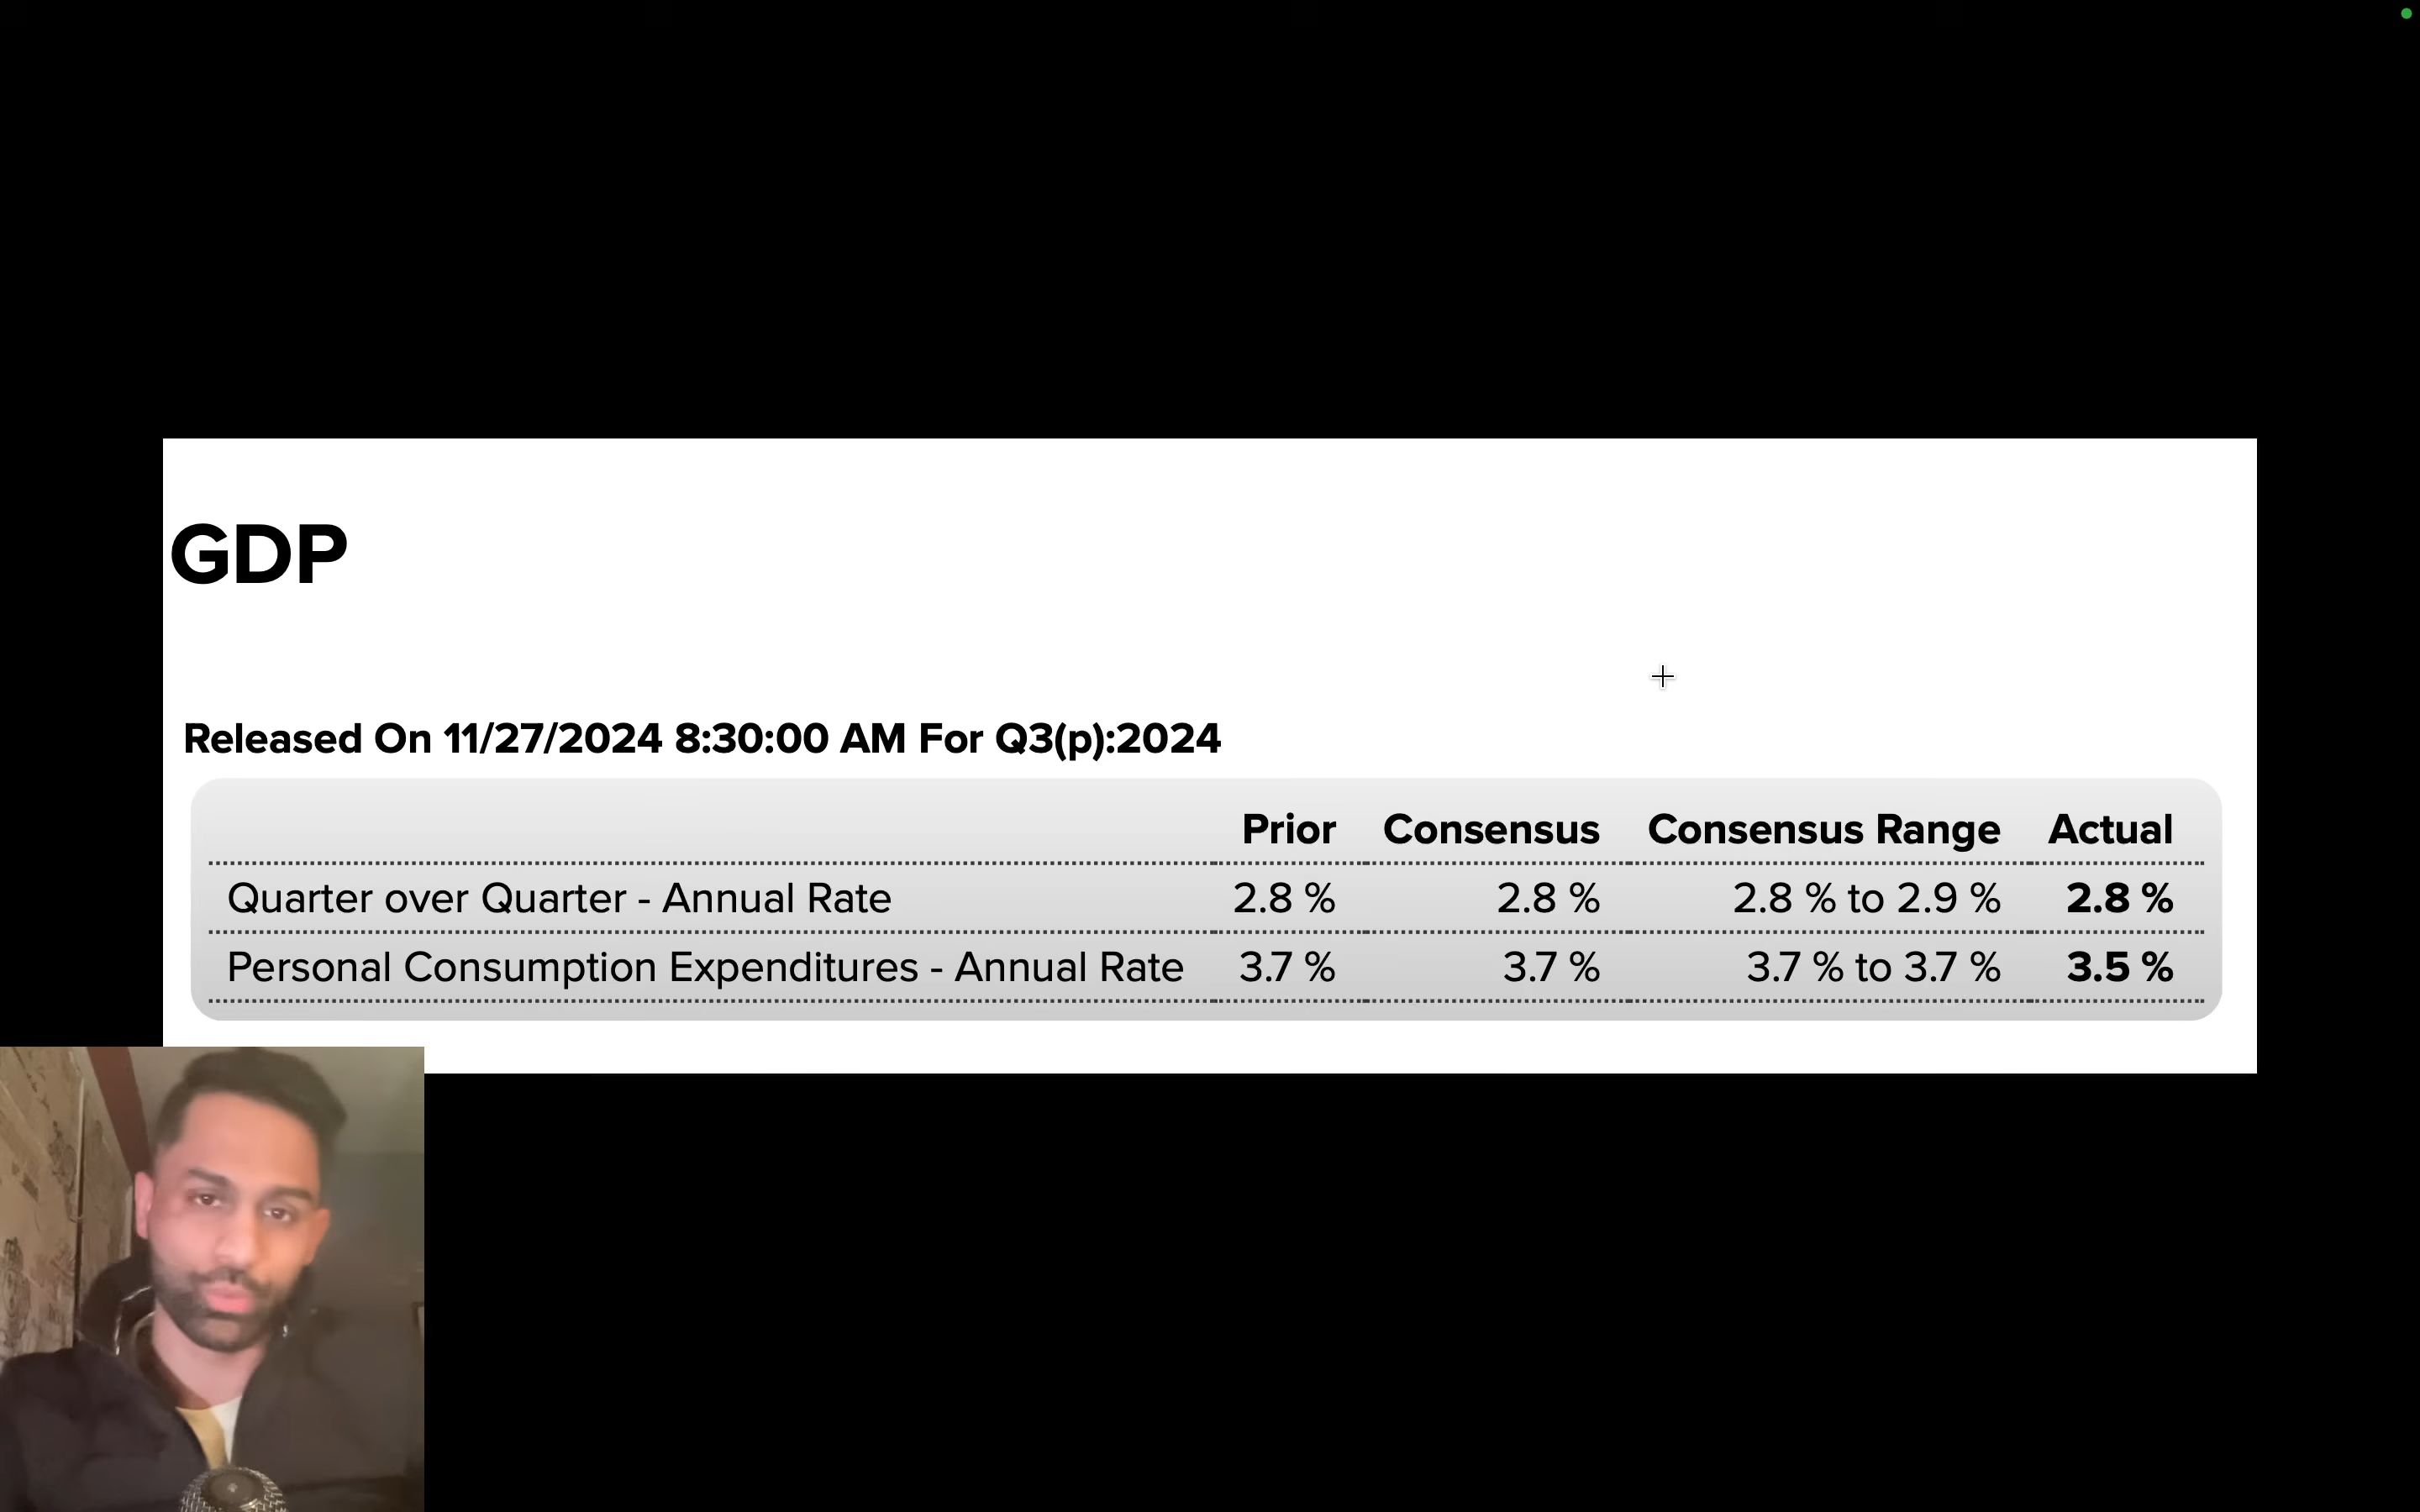 GDP
Released On 11/27/2024 8:30:00 AM For Q3(p):2024
Prior Consensus Consensus Range Actual
Quarter over Quarter - Annual Rate 2.8 % 2.8 % 2.8 % to 2.9 % 2.8 %
Personal Consumption Expenditures - Annual Rate 3.7 % 3.7 % 3.7 % to 3.7 % 3.5 %